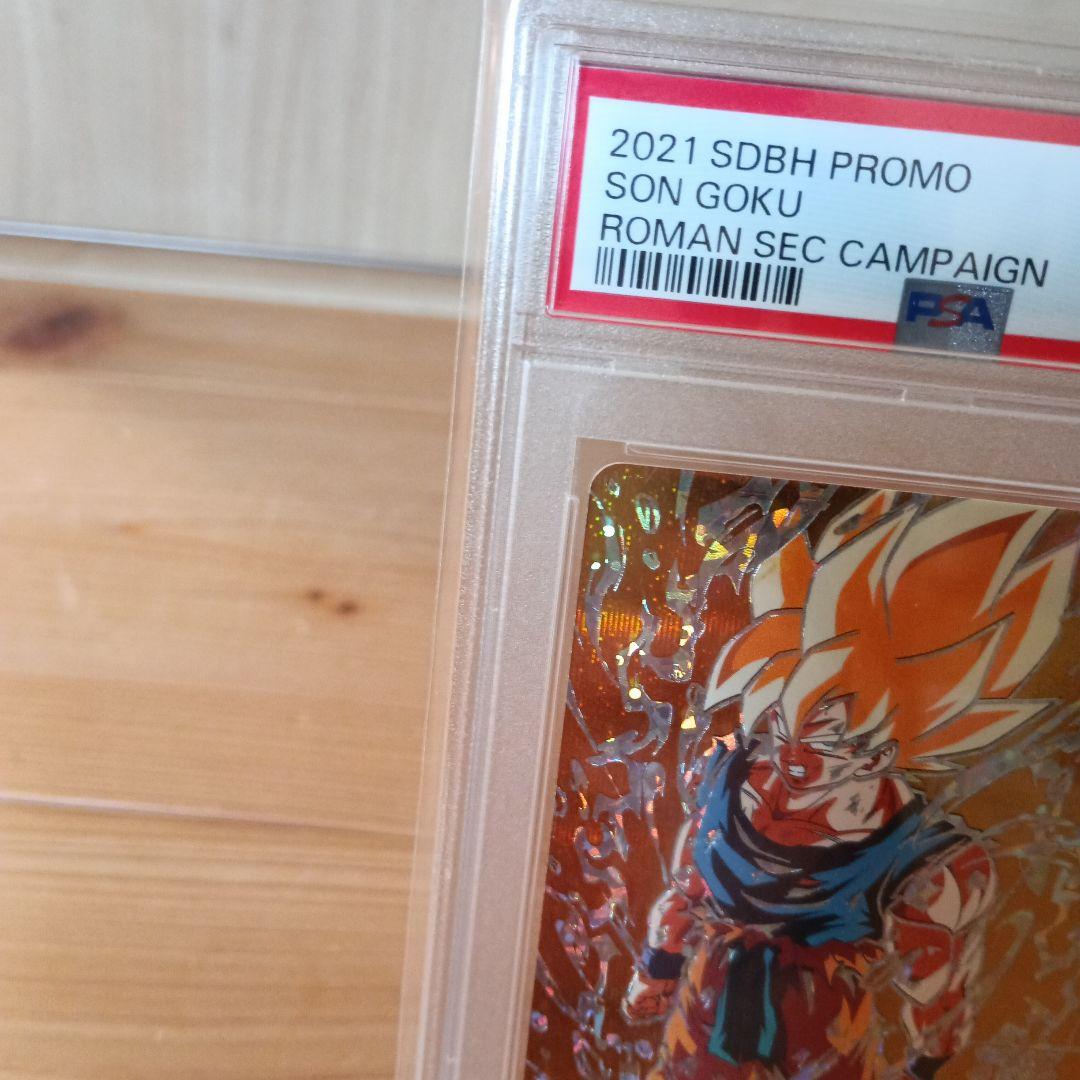 2021 SDBH PROMO
SON GOKU
ROMAN SEC CAMPAIGN
PSA